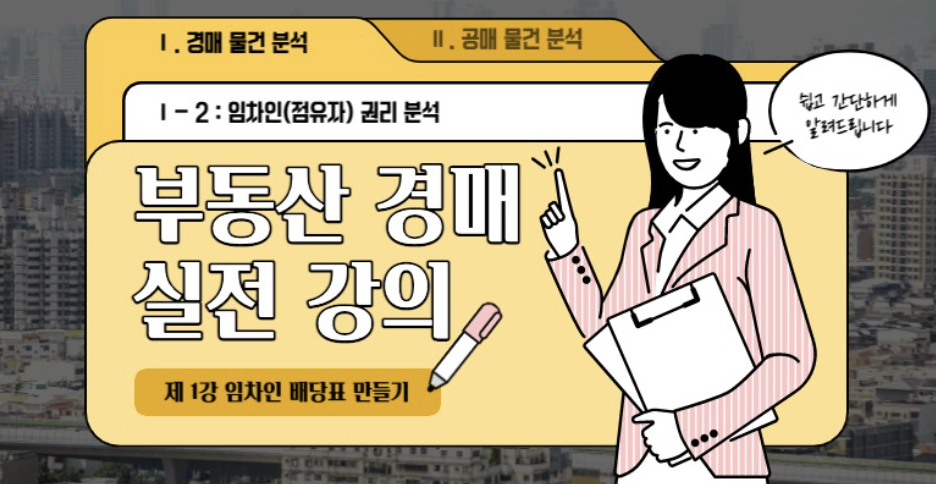 Ⅰ. 경매 물건 분석
Ⅱ. 공매 물건 분석
Ⅰ - 2 : 임차인(점유자) 권리 분석
쉽고 간단하게
알려드립니다
부동산 경매
실전 강의
제 1강 임차인 배당표 만들기